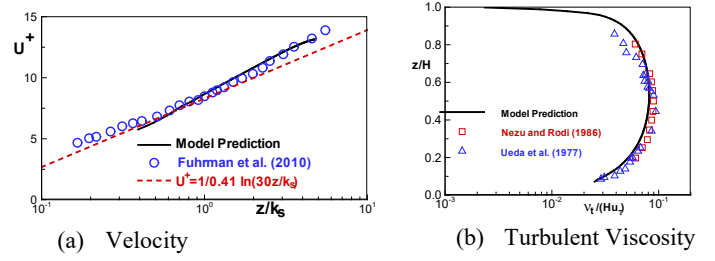 U+
15
10
5
0
10-1
100
101
z/ks
Model Prediction
Fuhrman et al. (2010)
U+=1/0.41 ln(30z/ks)
(a) Velocity
1.0
z/H
0.8
0.6
0.4
0.2
0.0
10-3
10-2
10-1
Model Prediction
Nezu and Rodi (1986)
Ueda et al. (1977)
(b) Turbulent Viscosity